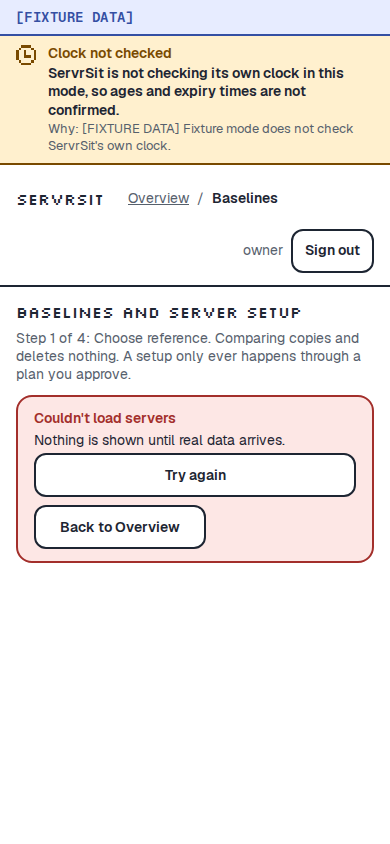 [FIXTURE DATA]
Clock not checked
ServrSit is not checking its own clock in this
mode, so ages and expiry times are not
confirmed.
Why: [FIXTURE DATA] Fixture mode does not check
ServrSit's own clock.
SERVRSIT Overview / Baselines
owner Sign out
BASELINES AND SERVER SETUP
Step 1 of 4: Choose reference. Comparing copies and
deletes nothing. A setup only ever happens through a
plan you approve.
Couldn't load servers
Nothing is shown until real data arrives.
Try again
Back to Overview